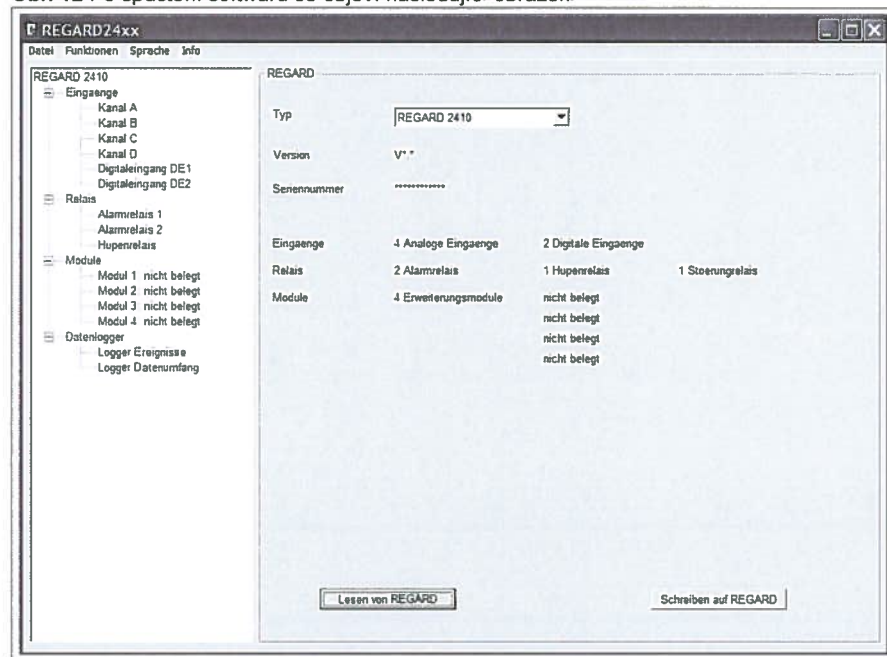 REGARD24xx
Datei Funktionen Sprache Info
REGARD 2410
Eingaenge
Kanal A
Kanal B
Kanal C
Kanal D
Digitaleingang DE1
Digitaleingang DE2
Relais
Alarmrelais 1
Alarmrelais 2
Hupenrelais
Module
Modul 1 nicht belegt
Modul 2 nicht belegt
Modul 3 nicht belegt
Modul 4 nicht belegt
Datenlogger
Logger Ereignisse
Logger Datenumfang
REGARD
Typ REGARD 2410
Version V*.*
Seriennummer ************
Eingaenge 4 Analoge Eingaenge 2 Digitale Eingaenge
Relais 2 Alarmrelais 1 Hupenrelais 1 Stoerungrelais
Module 4 Erweiterungsmodule nicht belegt
nicht belegt
nicht belegt
nicht belegt
Lesen von REGARD Schreiben auf REGARD